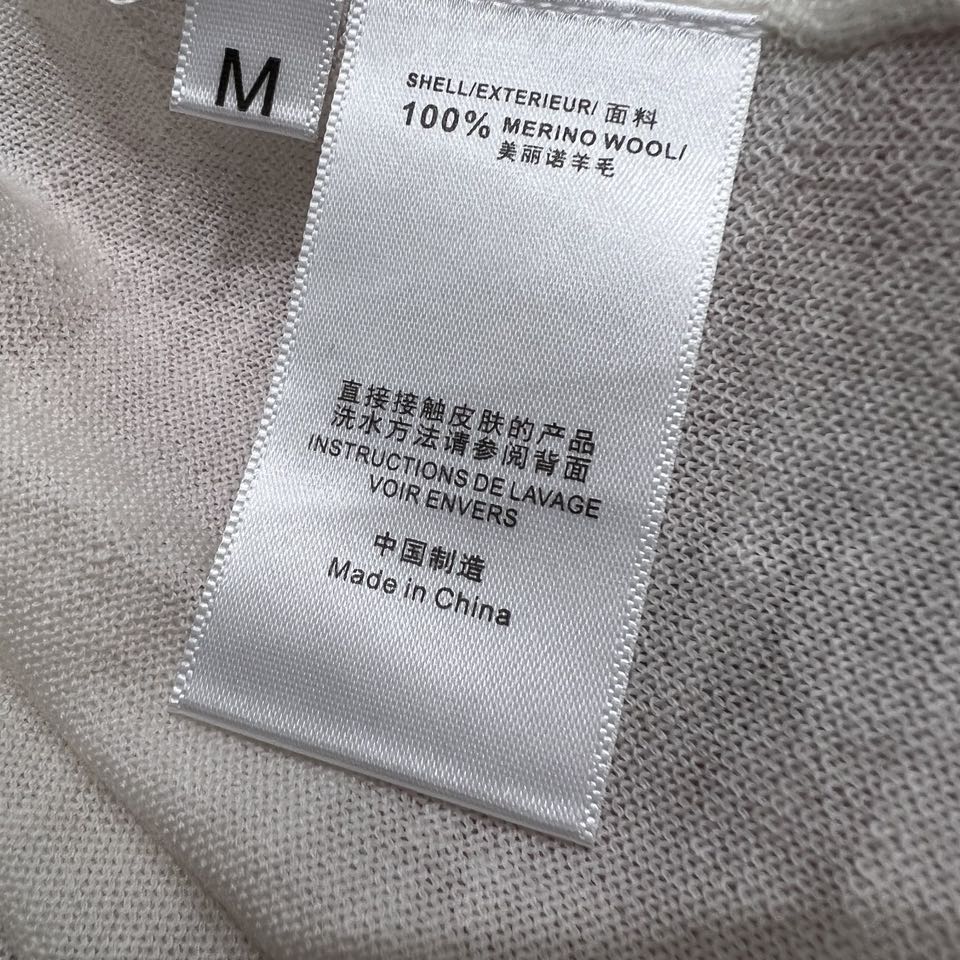 M
SHELL/EXTERIEUR/ 面料
100% MERINO WOOL/
美丽诺羊毛
直接接触皮肤的产品
洗水方法请参阅背面
INSTRUCTIONS DE LAVAGE
VOIR ENVERS
中国制造
Made in China